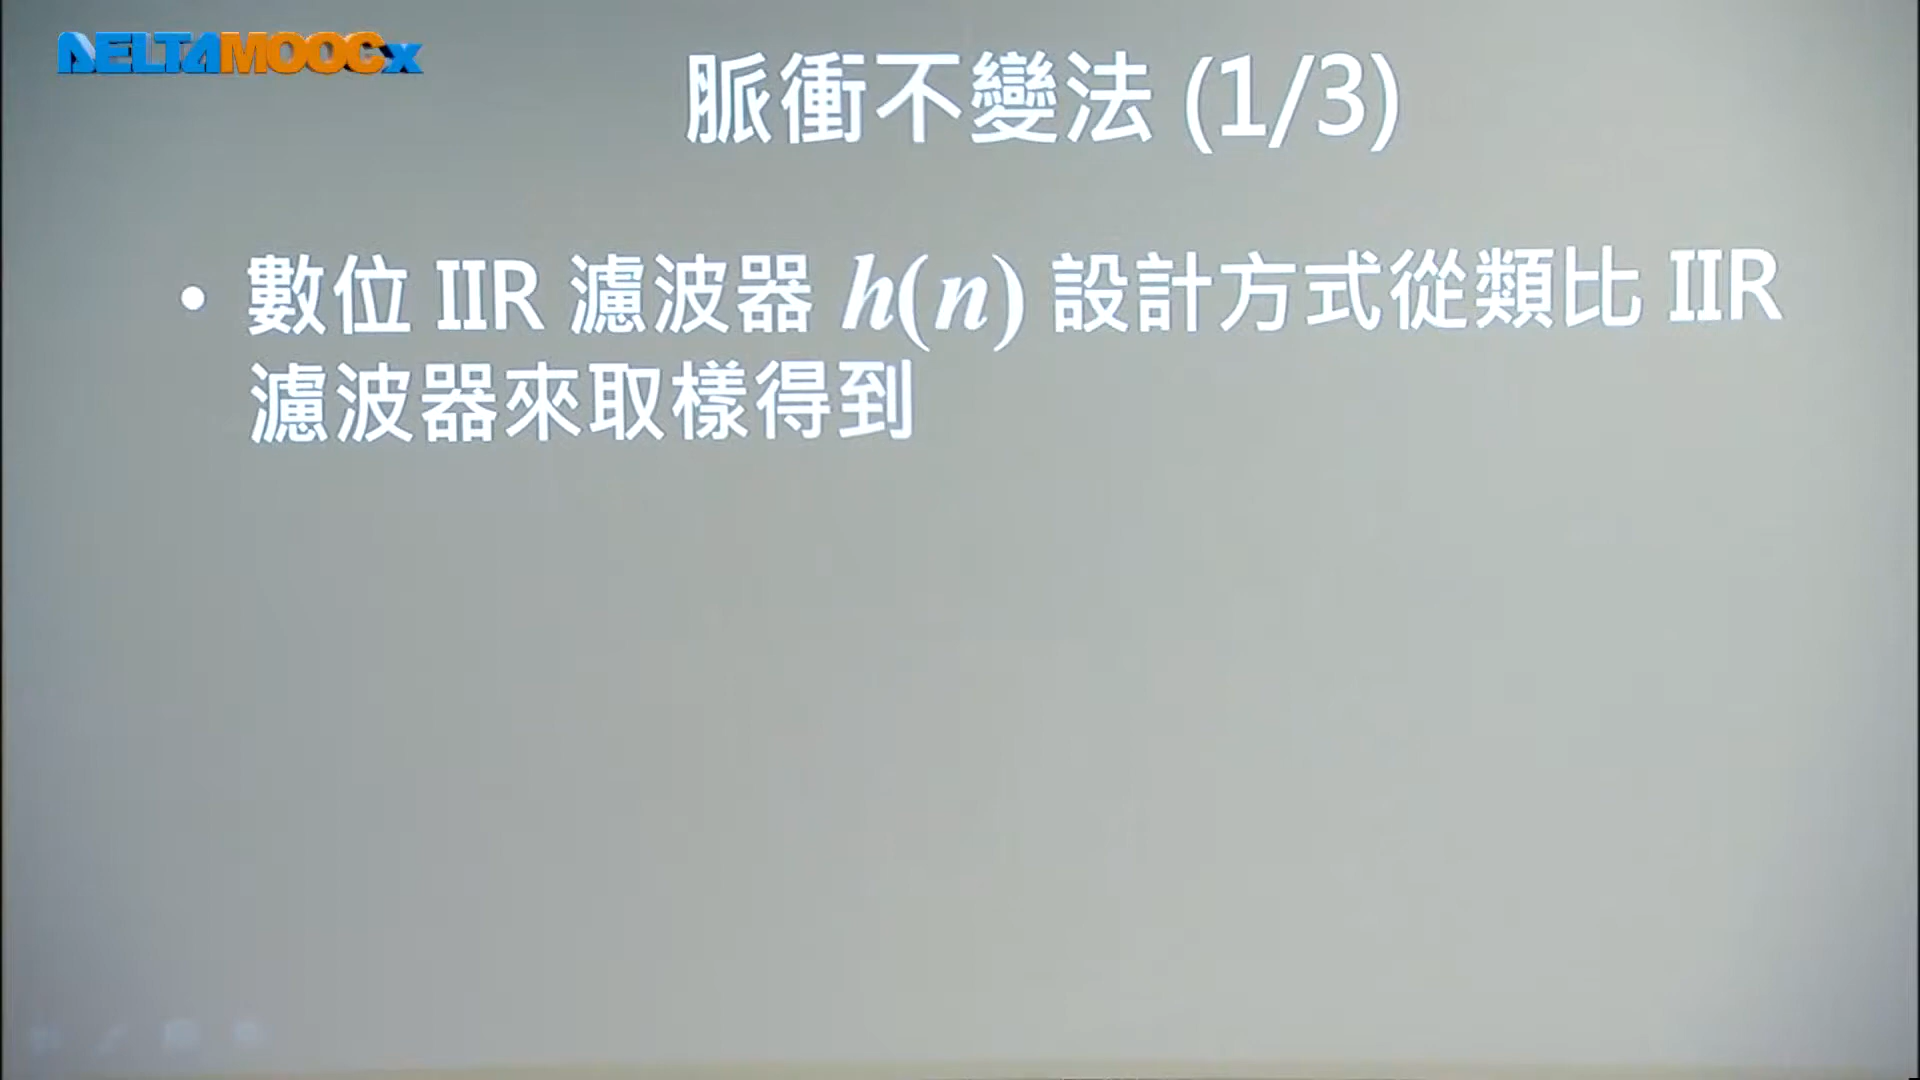 DELTAMOOCx
脈衝不變法 (1/3)
• 數位 IIR 濾波器 h(n) 設計方式從類比 IIR
濾波器來取樣得到